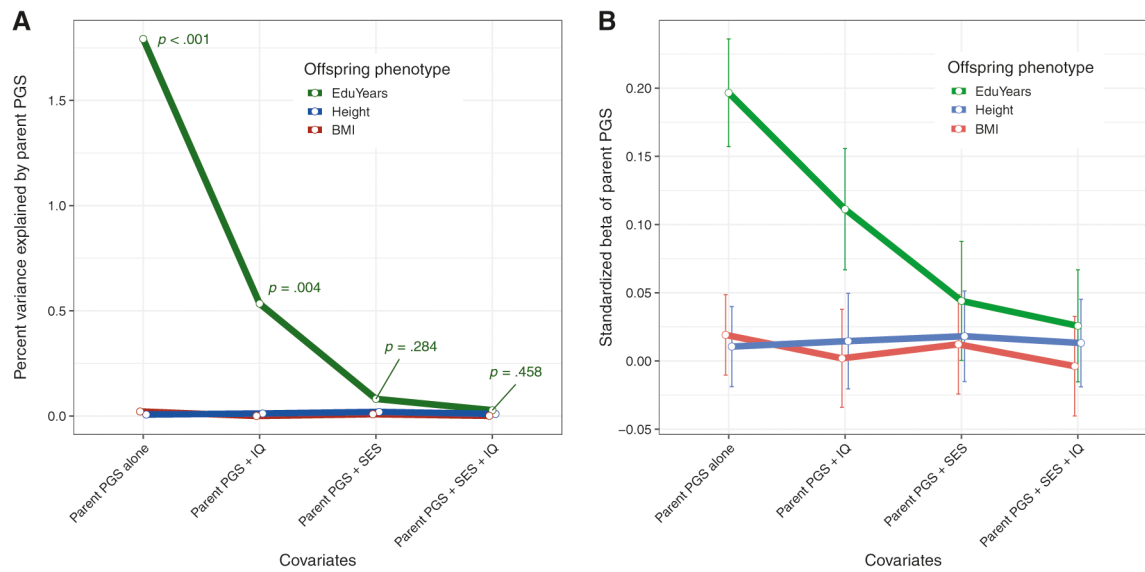 A
Percent variance explained by parent PGS
1.5
1.0
0.5
0.0
p < .001
p = .004
p = .284
p = .458
Offspring phenotype
EduYears
Height
BMI
Parent PGS alone
Parent PGS + IQ
Parent PGS + SES
Parent PGS + SES + IQ
Covariates
B
Standardized beta of parent PGS
0.20
0.15
0.10
0.05
0.00
−0.05
Offspring phenotype
EduYears
Height
BMI
Parent PGS alone
Parent PGS + IQ
Parent PGS + SES
Parent PGS + SES + IQ
Covariates